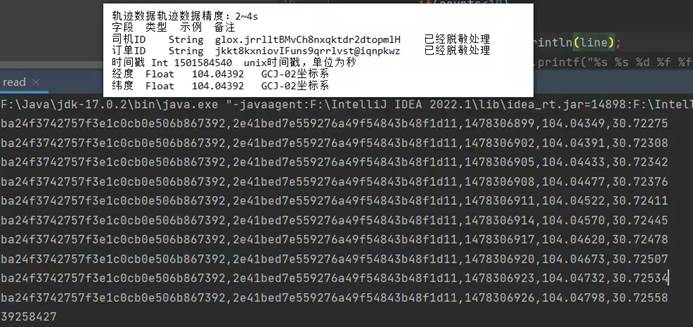 轨迹数据轨迹数据精度：2~4s
字段 类型 示例 备注
司机ID String glox.jrrlltBMvCh8nxqktdr2dtopmlH 已经脱敏处理
订单ID String jkkt8kxniovIFuns9qrrlvst@iqnpkwz 已经脱敏处理
时间戳 Int 1501584540 unix时间戳，单位为秒
经度 Float 104.04392 GCJ-02坐标系
纬度 Float 104.04392 GCJ-02坐标系
println(line);
printf("%s %s %d %f %f
read
F:\Java\jdk-17.0.2\bin\java.exe "-javaagent:F:\IntelliJ IDEA 2022.1\lib\idea_rt.jar=14898:F:\Intel
ba24f3742757f3e1c0cb0e506b867392,2e41bed7e559276a49f54843b48f1d11,1478306899,104.04349,30.72275
ba24f3742757f3e1c0cb0e506b867392,2e41bed7e559276a49f54843b48f1d11,1478306902,104.04391,30.72308
ba24f3742757f3e1c0cb0e506b867392,2e41bed7e559276a49f54843b48f1d11,1478306905,104.04433,30.72342
ba24f3742757f3e1c0cb0e506b867392,2e41bed7e559276a49f54843b48f1d11,1478306908,104.04477,30.72376
ba24f3742757f3e1c0cb0e506b867392,2e41bed7e559276a49f54843b48f1d11,1478306911,104.04522,30.72411
ba24f3742757f3e1c0cb0e506b867392,2e41bed7e559276a49f54843b48f1d11,1478306914,104.04570,30.72445
ba24f3742757f3e1c0cb0e506b867392,2e41bed7e559276a49f54843b48f1d11,1478306917,104.04620,30.72478
ba24f3742757f3e1c0cb0e506b867392,2e41bed7e559276a49f54843b48f1d11,1478306920,104.04673,30.72507
ba24f3742757f3e1c0cb0e506b867392,2e41bed7e559276a49f54843b48f1d11,1478306923,104.04732,30.72534
ba24f3742757f3e1c0cb0e506b867392,2e41bed7e559276a49f54843b48f1d11,1478306926,104.04798,30.72558
39258427